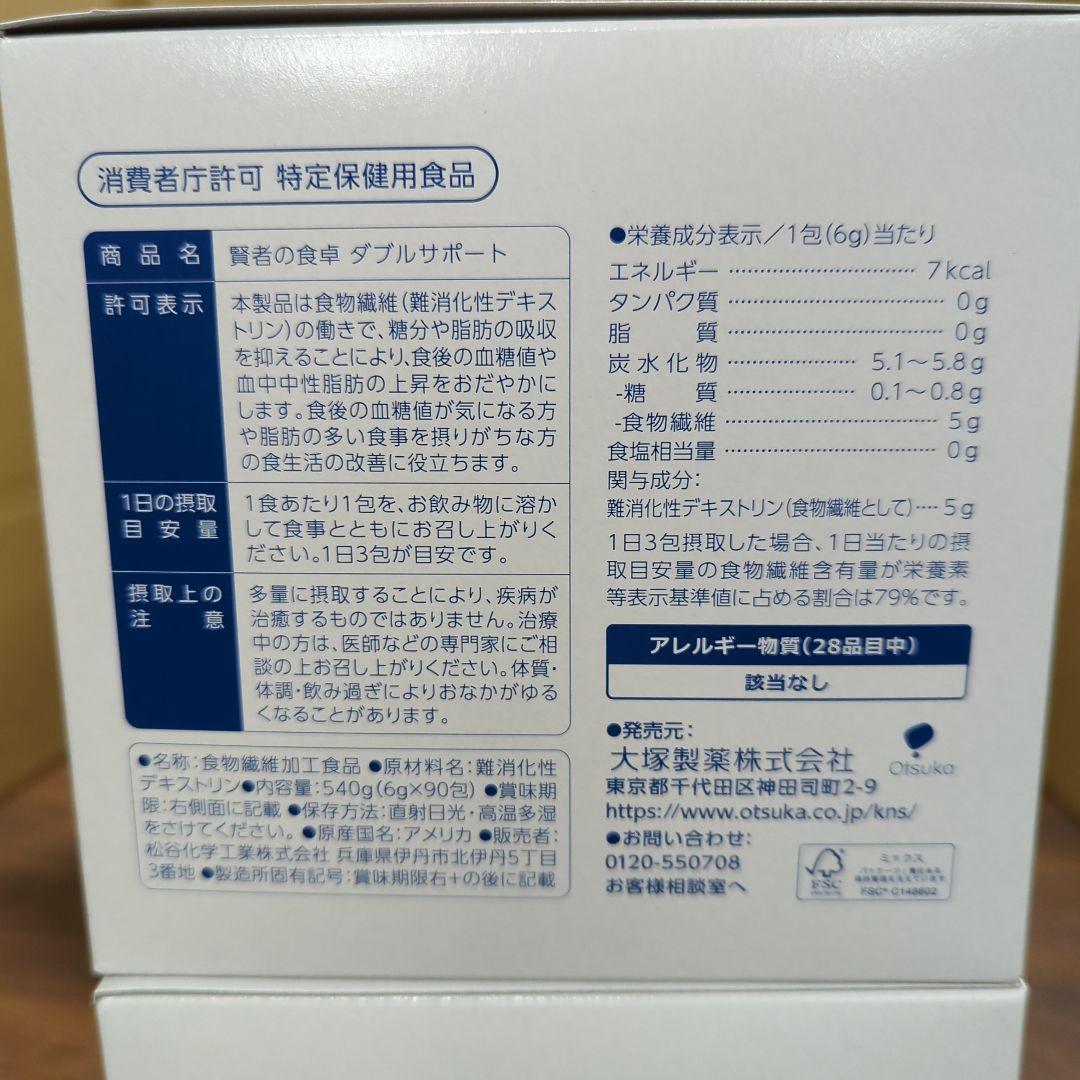 消費者庁許可 特定保健用食品
商品名 賢者の食卓 ダブルサポート
許可表示 本製品は食物繊維(難消化性デキス
トリン)の働きで、糖分や脂肪の吸収
を抑えることにより、食後の血糖値や
血中中性脂肪の上昇をおだやかに
します。食後の血糖値が気になる方
や脂肪の多い食事を摂りがちな方
の食生活の改善に役立ちます。
1日の摂取
目安量
1食あたり1包を、お飲み物に溶か
して食事とともにお召し上がりく
ださい。1日3包が目安です。
摂取上の
注意
多量に摂取することにより、疾病が
治癒するものではありません。治療
中の方は、医師などの専門家にご相
談の上お召し上がりください。体質・
体調・飲み過ぎによりおなかがゆる
くなることがあります。
●名称:食物繊維加工食品 ●原材料名:難消化性
デキストリン●内容量:540g(6g×90包) ●賞味期
限:右側面に記載 ●保存方法:直射日光・高温多湿
をさけてください。●原産国名:アメリカ ●販売者:
松谷化学工業株式会社 兵庫県伊丹市北伊丹5丁目
3番地 ●製造所固有記号:賞味期限右+の後に記載
●栄養成分表示/1包(6g)当たり
エネルギー ………… 7kcal
タンパク質 ………… 0g
脂質 ………… 0g
炭水化物 ………… 5.1〜5.8g
-糖質 ………… 0.1〜0.8g
-食物繊維 ………… 5g
食塩相当量 ………… 0g
関与成分:
難消化性デキストリン(食物繊維として)‥‥5g
1日3包摂取した場合、1日当たりの摂
取目安量の食物繊維含有量が栄養素
等表示基準値に占める割合は79%です。
アレルギー物質(28品目中)
該当なし
●発売元:
大塚製薬株式会社
Otsuka
東京都千代田区神田司町2-9
https://www.otsuka.co.jp/kns/
●お問い合わせ:
0120-550708
お客様相談室へ
FSC
ミックス
FSC® C148602